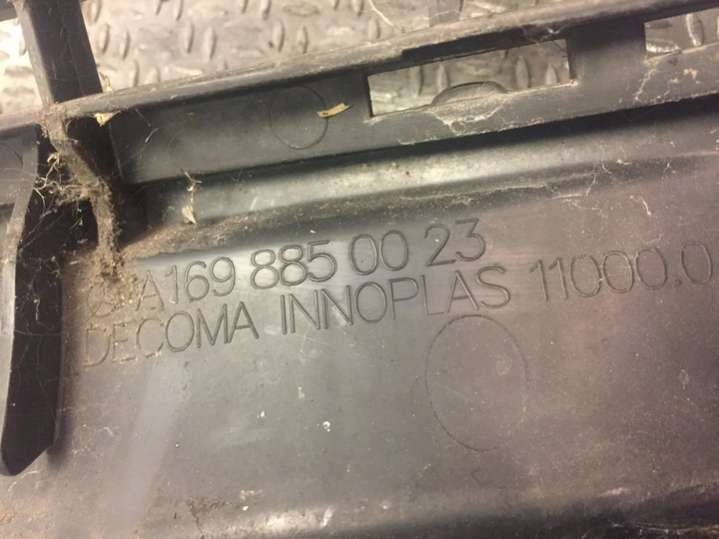 A169 885 00 23
DECOMA INNOPLAS 11000.0